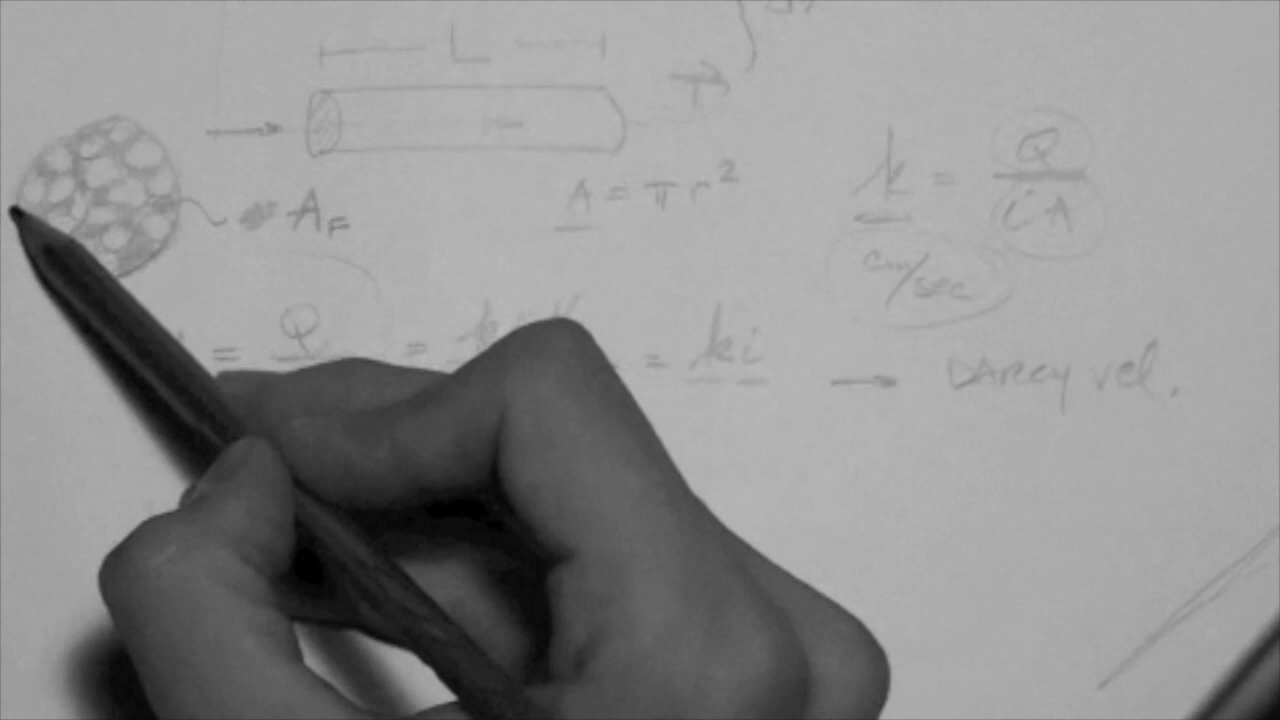 L
A = πr²
k = Q / iA
A_F
cm/sec
= Q = k = ki → DARCY vel.